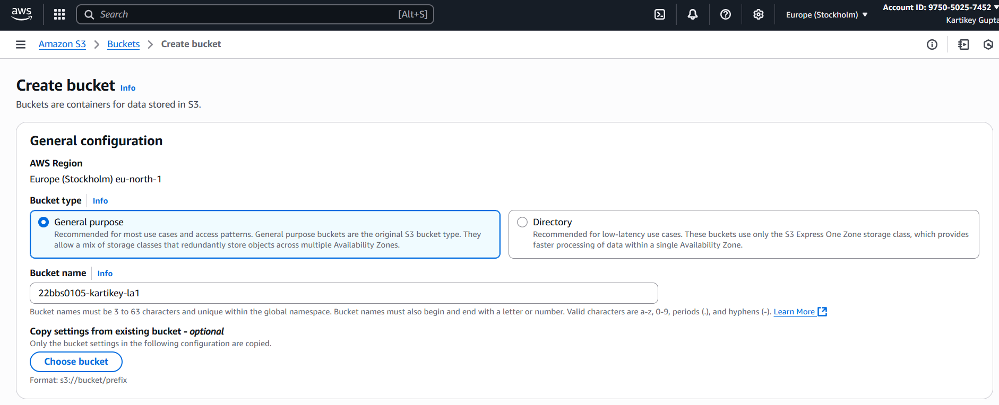 aws
Search
[Alt+S]
Europe (Stockholm)
Account ID: 9750-5025-7452
Kartikey Gupta
Amazon S3
Buckets
Create bucket
Create bucket
Info
Buckets are containers for data stored in S3.
General configuration
AWS Region
Europe (Stockholm) eu-north-1
Bucket type
Info
General purpose
Recommended for most use cases and access patterns. General purpose buckets are the original S3 bucket type. They
allow a mix of storage classes that redundantly store objects across multiple Availability Zones.
Directory
Recommended for low-latency use cases. These buckets use only the S3 Express One Zone storage class, which provides
faster processing of data within a single Availability Zone.
Bucket name
Info
22bbs0105-kartikey-la1
Bucket names must be 3 to 63 characters and unique within the global namespace. Bucket names must also begin and end with a letter or number. Valid characters are a-z, 0-9, periods (.), and hyphens (-). Learn More
Copy settings from existing bucket - optional
Only the bucket settings in the following configuration are copied.
Choose bucket
Format: s3://bucket/prefix